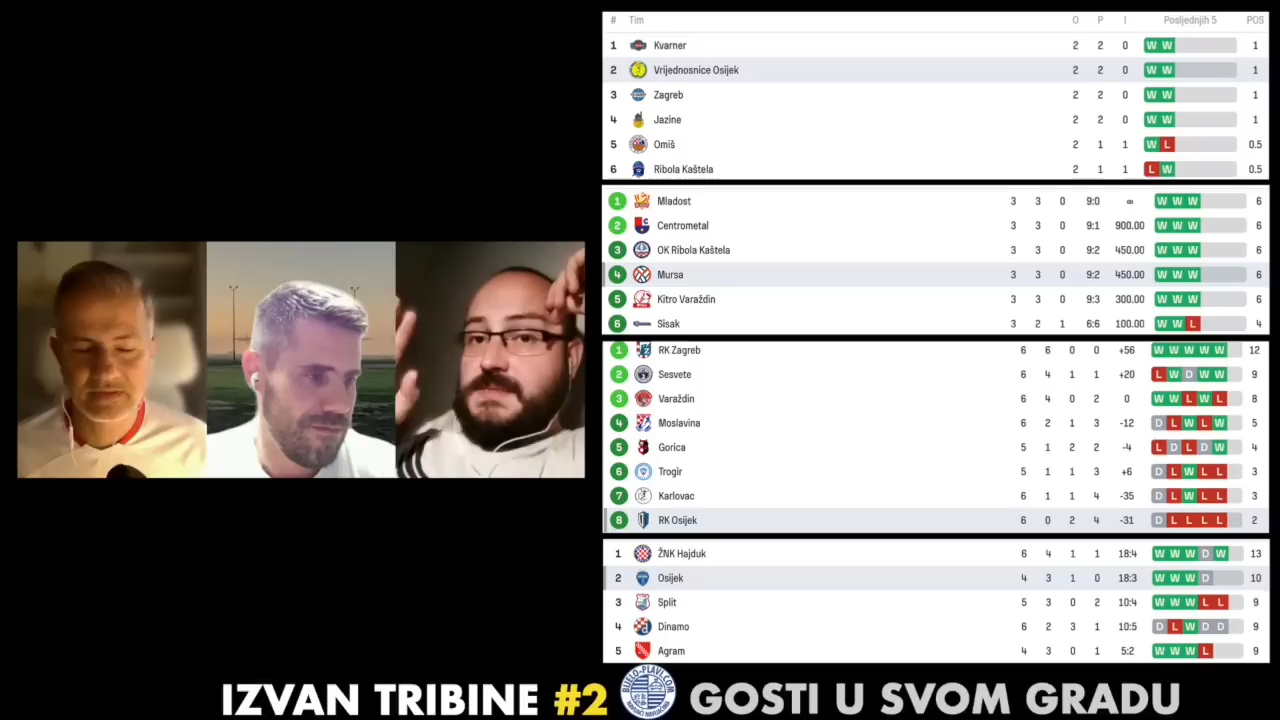 # Tim O P I Posljednjih 5 POS
1 Kvarner 2 2 0 W W 1
2 Vrijednosnice Osijek 2 2 0 W W 1
3 Zagreb 2 2 0 W W 1
4 Jazine 2 2 0 W W 1
5 Omiš 2 1 1 W L 0.5
6 Ribola Kaštela 2 1 1 L W 0.5
1 Mladost 3 3 0 9:0 ∞ W W W 6
2 Centrometal 3 3 0 9:1 900.00 W W W 6
3 OK Ribola Kaštela 3 3 0 9:2 450.00 W W W 6
4 Mursa 3 3 0 9:2 450.00 W W W 6
5 Kitro Varaždin 3 3 0 9:3 300.00 W W W 6
6 Sisak 3 2 1 6:6 100.00 W W L 4
1 RK Zagreb 6 6 0 0 +56 W W W W W 12
2 Sesvete 6 4 1 1 +20 L W D W W 9
3 Varaždin 6 4 0 2 0 W W L W L 8
4 Moslavina 6 2 1 3 -12 D L W L W 5
5 Gorica 5 1 2 2 -4 L D L D W 4
6 Trogir 5 1 1 3 +6 D L W L L 3
7 Karlovac 6 1 1 4 -35 D L W L L 3
8 RK Osijek 6 0 2 4 -31 D L L L L 2
1 ŽNK Hajduk 6 4 1 1 18:4 W W W D W 13
2 Osijek 4 3 1 0 18:3 W W W D 10
3 Split 5 3 0 2 10:4 W W W L L 9
4 Dinamo 6 2 3 1 10:5 D L W D D 9
5 Agram 4 3 0 1 5:2 W W W L 9
IZVAN TRIBINE #2 BIJELO-PLAVI.COM GOSTI U SVOM GRADU